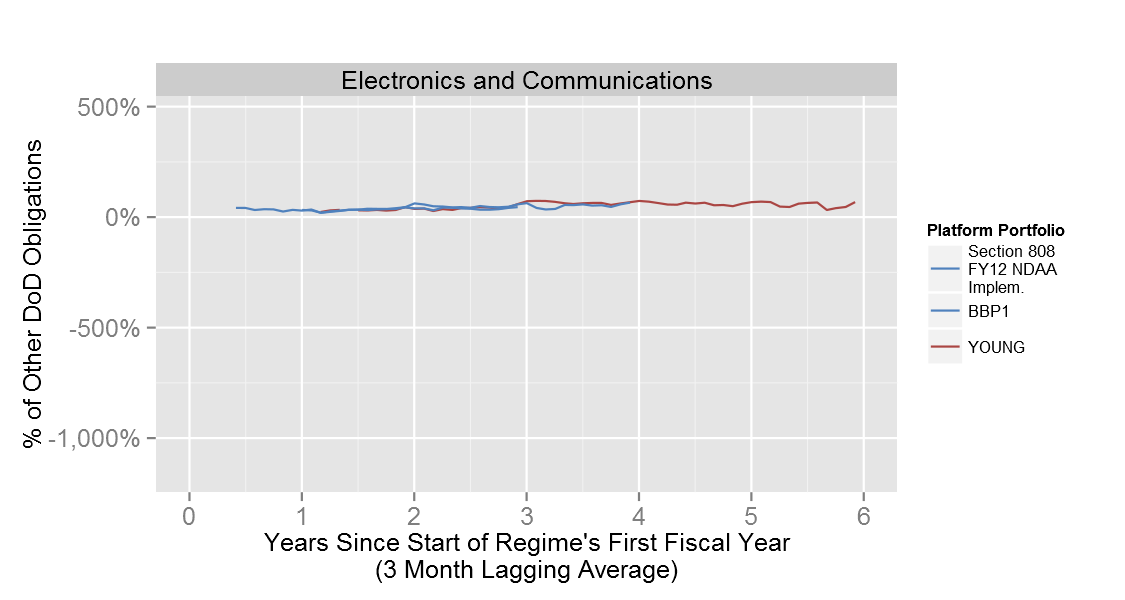 Electronics and Communications
500%
0%
-500%
-1,000%
% of Other DoD Obligations
0 1 2 3 4 5 6
Years Since Start of Regime's First Fiscal Year
(3 Month Lagging Average)
Platform Portfolio
Section 808
FY12 NDAA
Implem.
BBP1
YOUNG